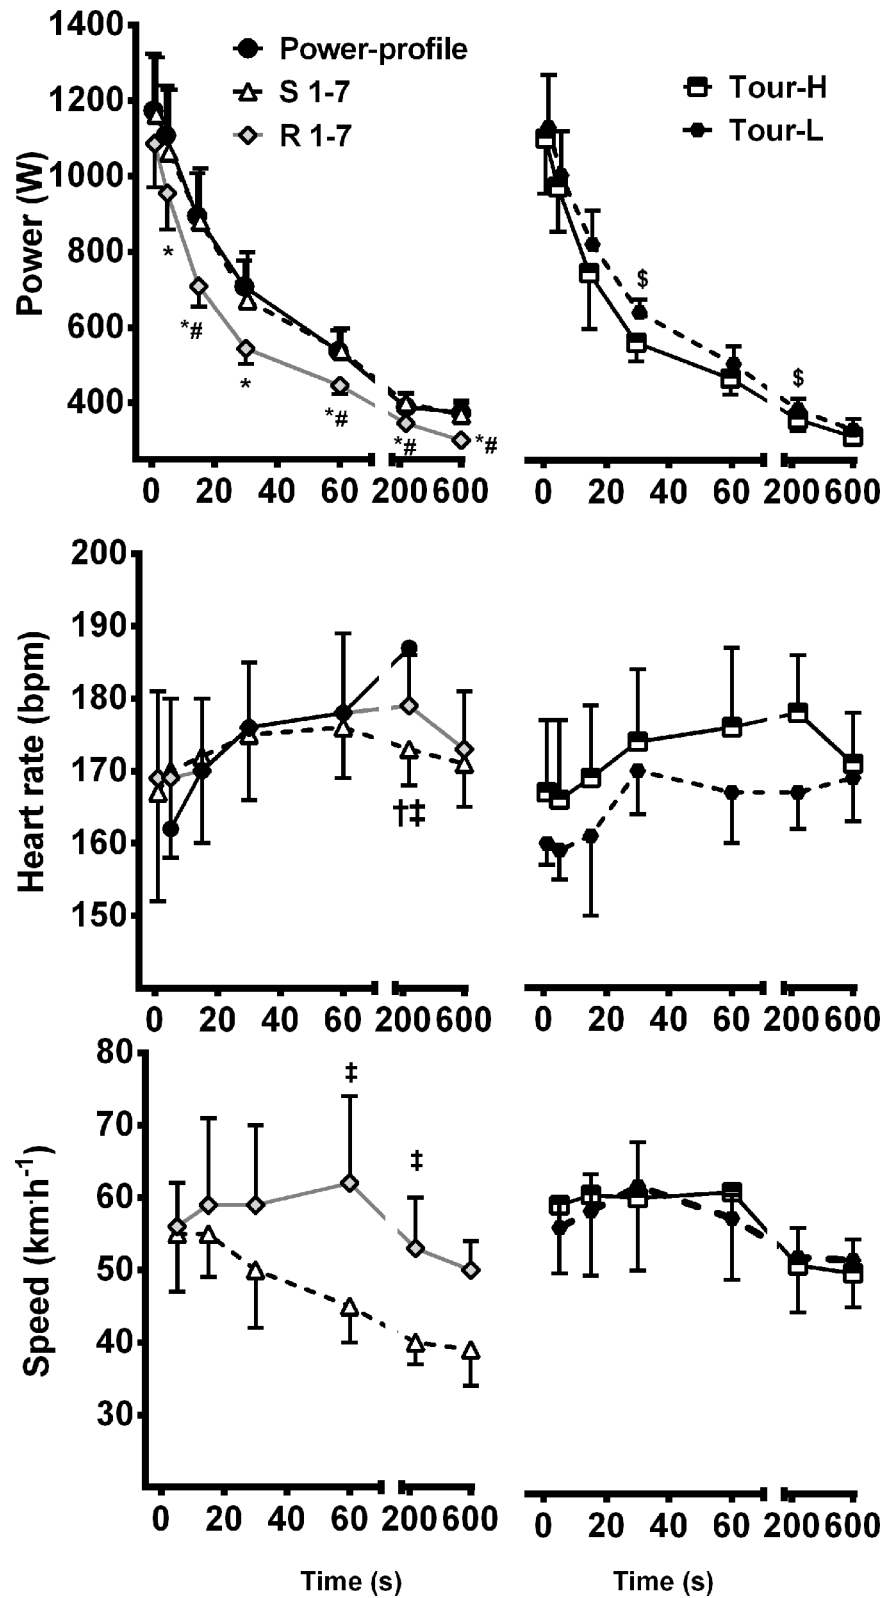 1400
1200
1000
800
600
400
Power (W)
Power-profile
S 1-7
R 1-7
Tour-H
Tour-L
*
*#
*
*#
*#
*#
$
$
0 20 40 60 200 600
0 20 40 60 200 600
200
190
180
170
160
150
Heart rate (bpm)
†‡
0 20 40 60 200 600
0 20 40 60 200 600
80
70
60
50
40
30
Speed (km·h⁻¹)
‡
‡
0 20 40 60 200 600
0 20 40 60 200 600
Time (s)
Time (s)